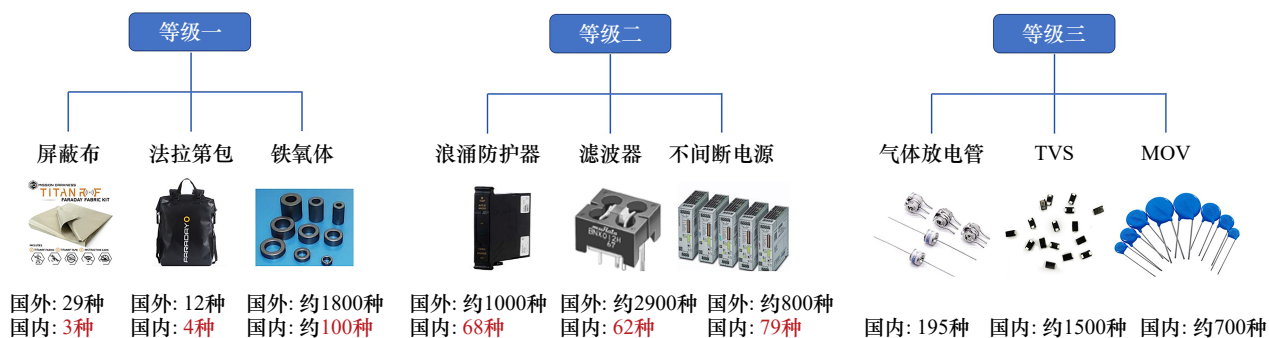 等级一
等级二
等级三
屏蔽布
法拉第包
铁氧体
浪涌防护器
滤波器
不间断电源
气体放电管
TVS
MOV
MISSION DARKNESS
TITAN RF
FARADAY FABRIC KIT
FARADAY
muRata
BNX012H
国外: 29种
国内: 3种
国外: 12种
国内: 4种
国外: 约1800种
国内: 约100种
国外: 约1000种
国内: 68种
国外: 约2900种
国内: 62种
国外: 约800种
国内: 79种
国内: 195种
国内: 约1500种
国内: 约700种